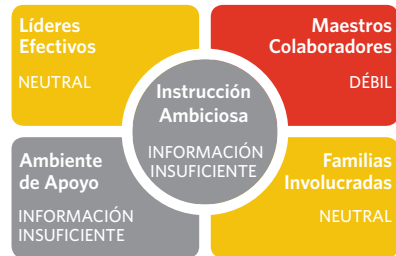 Líderes
Efectivos
NEUTRAL
Maestros
Colaboradores
DÉBIL
Instrucción
Ambiciosa
INFORMACIÓN
INSUFICIENTE
Ambiente
de Apoyo
INFORMACIÓN
INSUFICIENTE
Familias
Involucradas
NEUTRAL